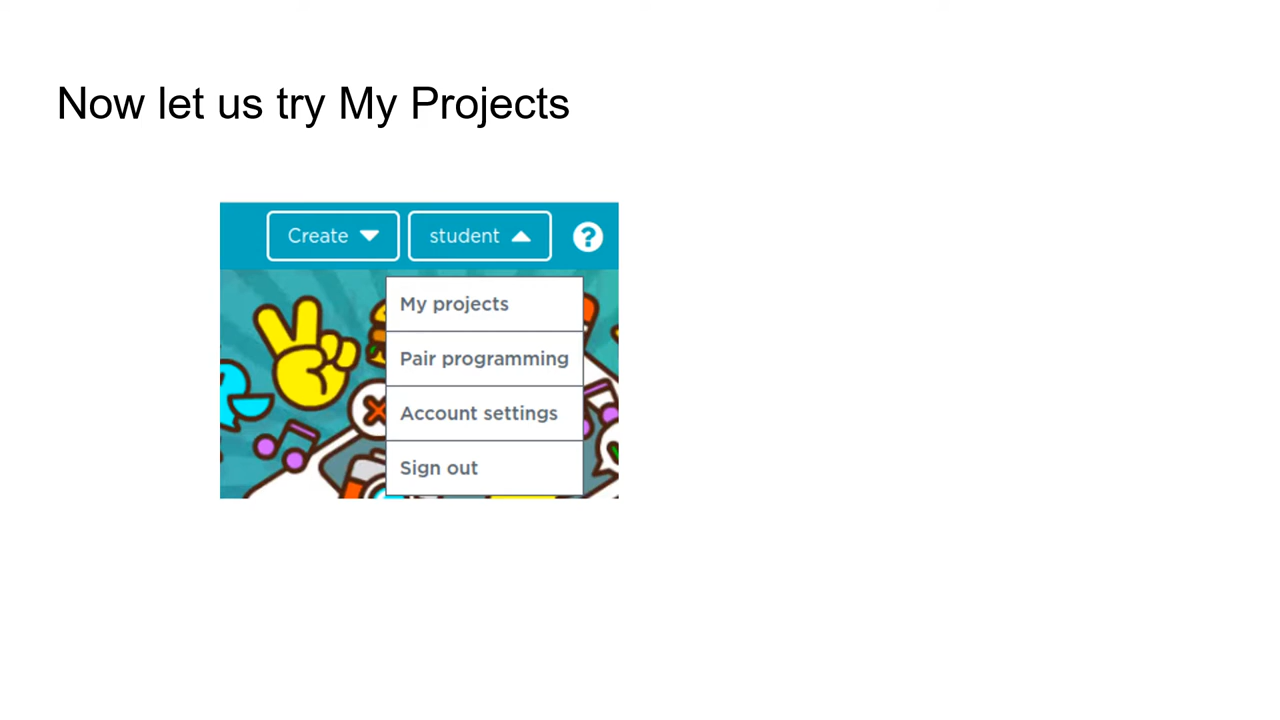 Now let us try My Projects
Create
student
?
My projects
Pair programming
Account settings
Sign out